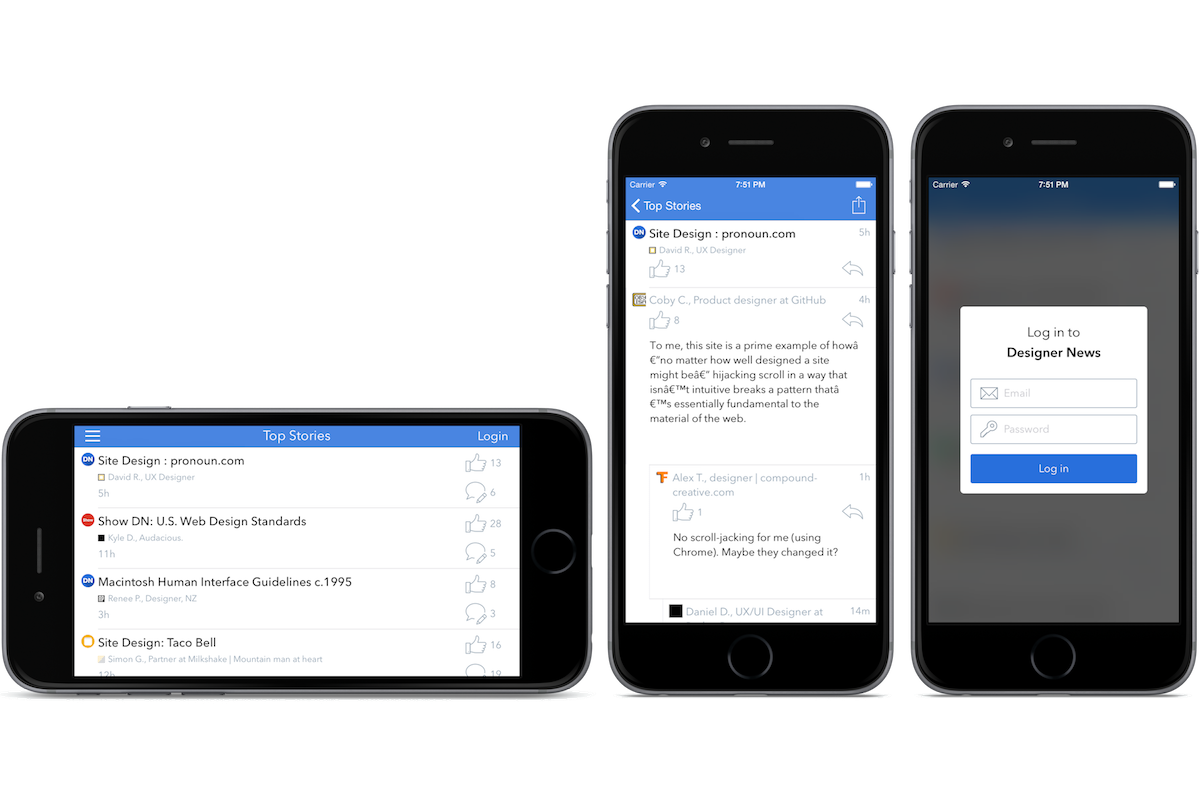 Top Stories
Login
DN
Site Design : pronoun.com
13
David R., UX Designer
5h
6
Show
Show DN: U.S. Web Design Standards
28
Kyle D., Audacious.
11h
5
DN
Macintosh Human Interface Guidelines c.1995
8
Renee P., Designer, NZ
3h
3
Site Design: Taco Bell
16
Simon G., Partner at Milkshake | Mountain man at heart
12h
19
Carrier
7:51 PM
Top Stories
DN
Site Design : pronoun.com
5h
David R., UX Designer
13
Coby C., Product designer at GitHub
4h
8
To me, this site is a prime example of howâ
€“no matter how well designed a site
might beâ€“ hijacking scroll in a way that
isnâ€™t intuitive breaks a pattern thatâ
€™s essentially fundamental to the
material of the web.
Alex T., designer | compound-
creative.com
1h
1
No scroll-jacking for me (using
Chrome). Maybe they changed it?
Daniel D., UX/UI Designer at
14m
Carrier
7:51 PM
Log in to
Designer News
Email
Password
Log in